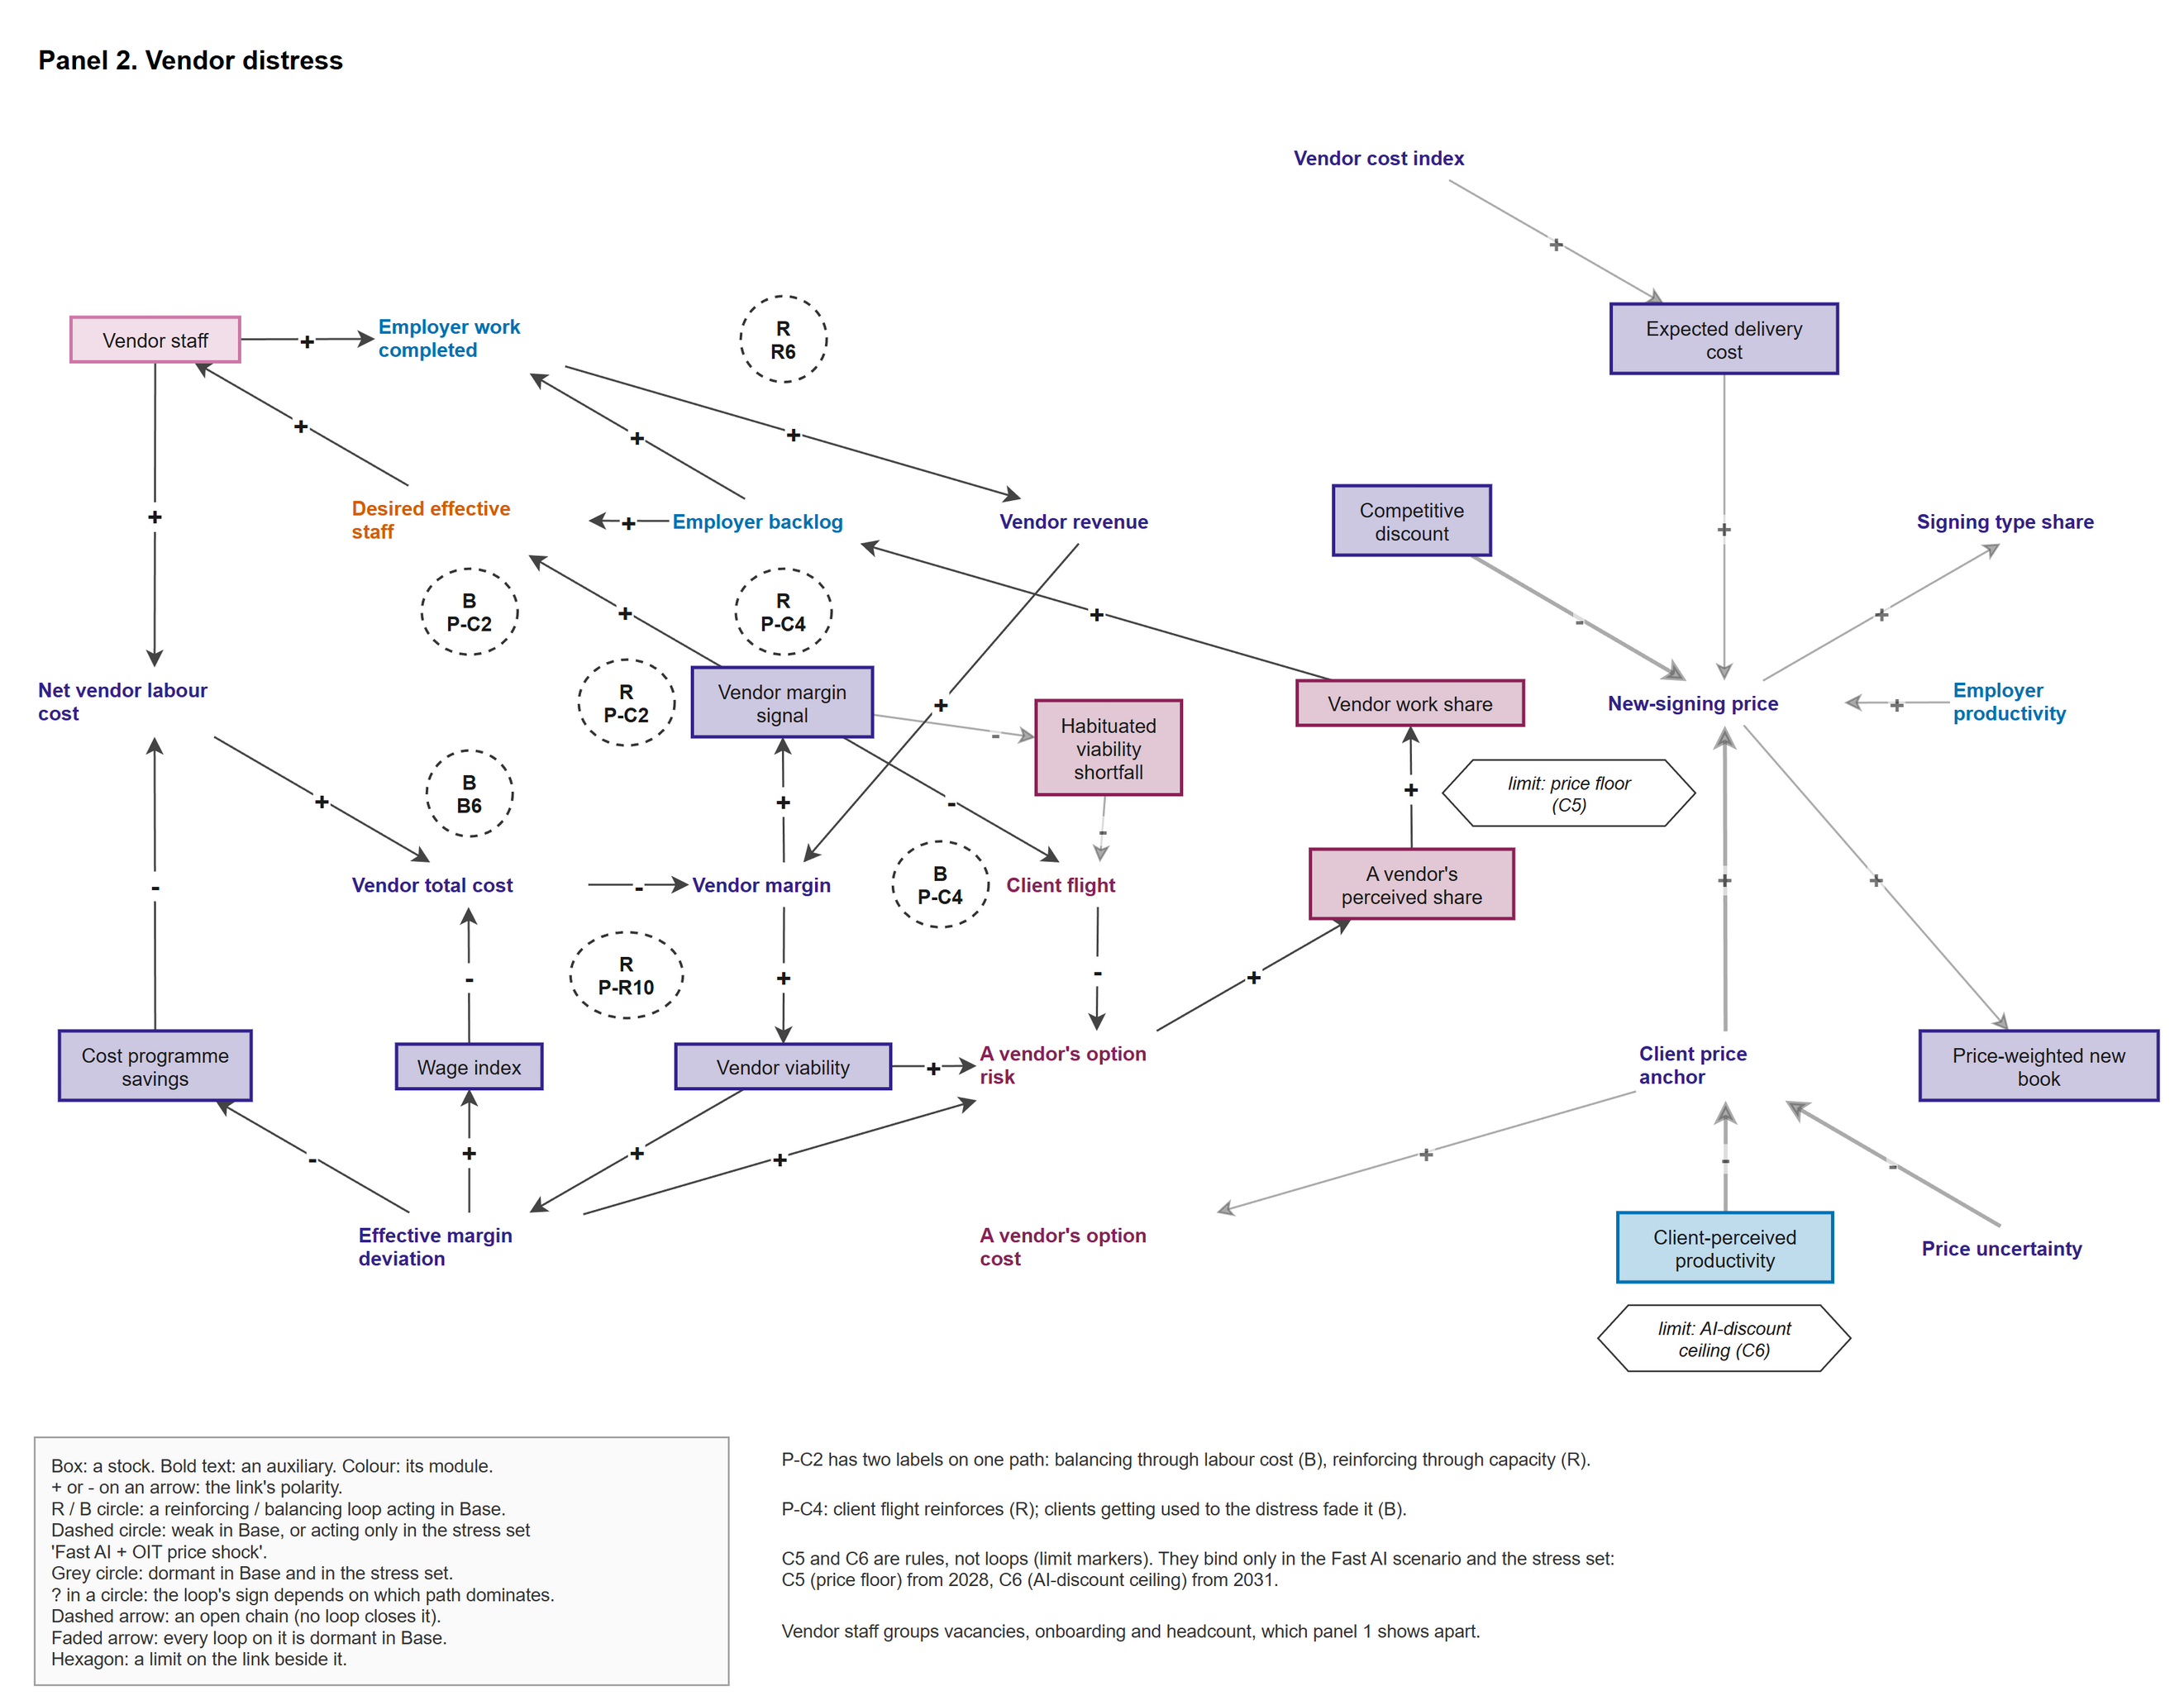 Panel 2. Vendor distress
Vendor cost index
+
Vendor staff
+
Employer work
completed
R
R6
Expected delivery
cost
+
+
+
+
Desired effective
staff
+
Employer backlog
Vendor revenue
Competitive
discount
+
Signing type share
B
P-C2
+
R
P-C4
+
-
+
Net vendor labour
cost
R
P-C2
Vendor margin
signal
+
-
Habituated
viability
shortfall
Vendor work share
New-signing price
+
Employer
productivity
+
B
B6
+
-
-
+
limit: price floor
(C5)
-
Vendor total cost
-
Vendor margin
B
P-C4
Client flight
A vendor's
perceived share
+
+
-
R
P-R10
+
-
+
Cost programme
savings
Wage index
Vendor viability
+
A vendor's option
risk
Client price
anchor
Price-weighted new
book
-
+
+
+
+
-
-
Effective margin
deviation
A vendor's option
cost
Client-perceived
productivity
Price uncertainty
limit: AI-discount
ceiling (C6)
Box: a stock. Bold text: an auxiliary. Colour: its module.
+ or - on an arrow: the link's polarity.
R / B circle: a reinforcing / balancing loop acting in Base.
Dashed circle: weak in Base, or acting only in the stress set
'Fast AI + OIT price shock'.
Grey circle: dormant in Base and in the stress set.
? in a circle: the loop's sign depends on which path dominates.
Dashed arrow: an open chain (no loop closes it).
Faded arrow: every loop on it is dormant in Base.
Hexagon: a limit on the link beside it.
P-C2 has two labels on one path: balancing through labour cost (B), reinforcing through capacity (R).
P-C4: client flight reinforces (R); clients getting used to the distress fade it (B).
C5 and C6 are rules, not loops (limit markers). They bind only in the Fast AI scenario and the stress set:
C5 (price floor) from 2028, C6 (AI-discount ceiling) from 2031.
Vendor staff groups vacancies, onboarding and headcount, which panel 1 shows apart.